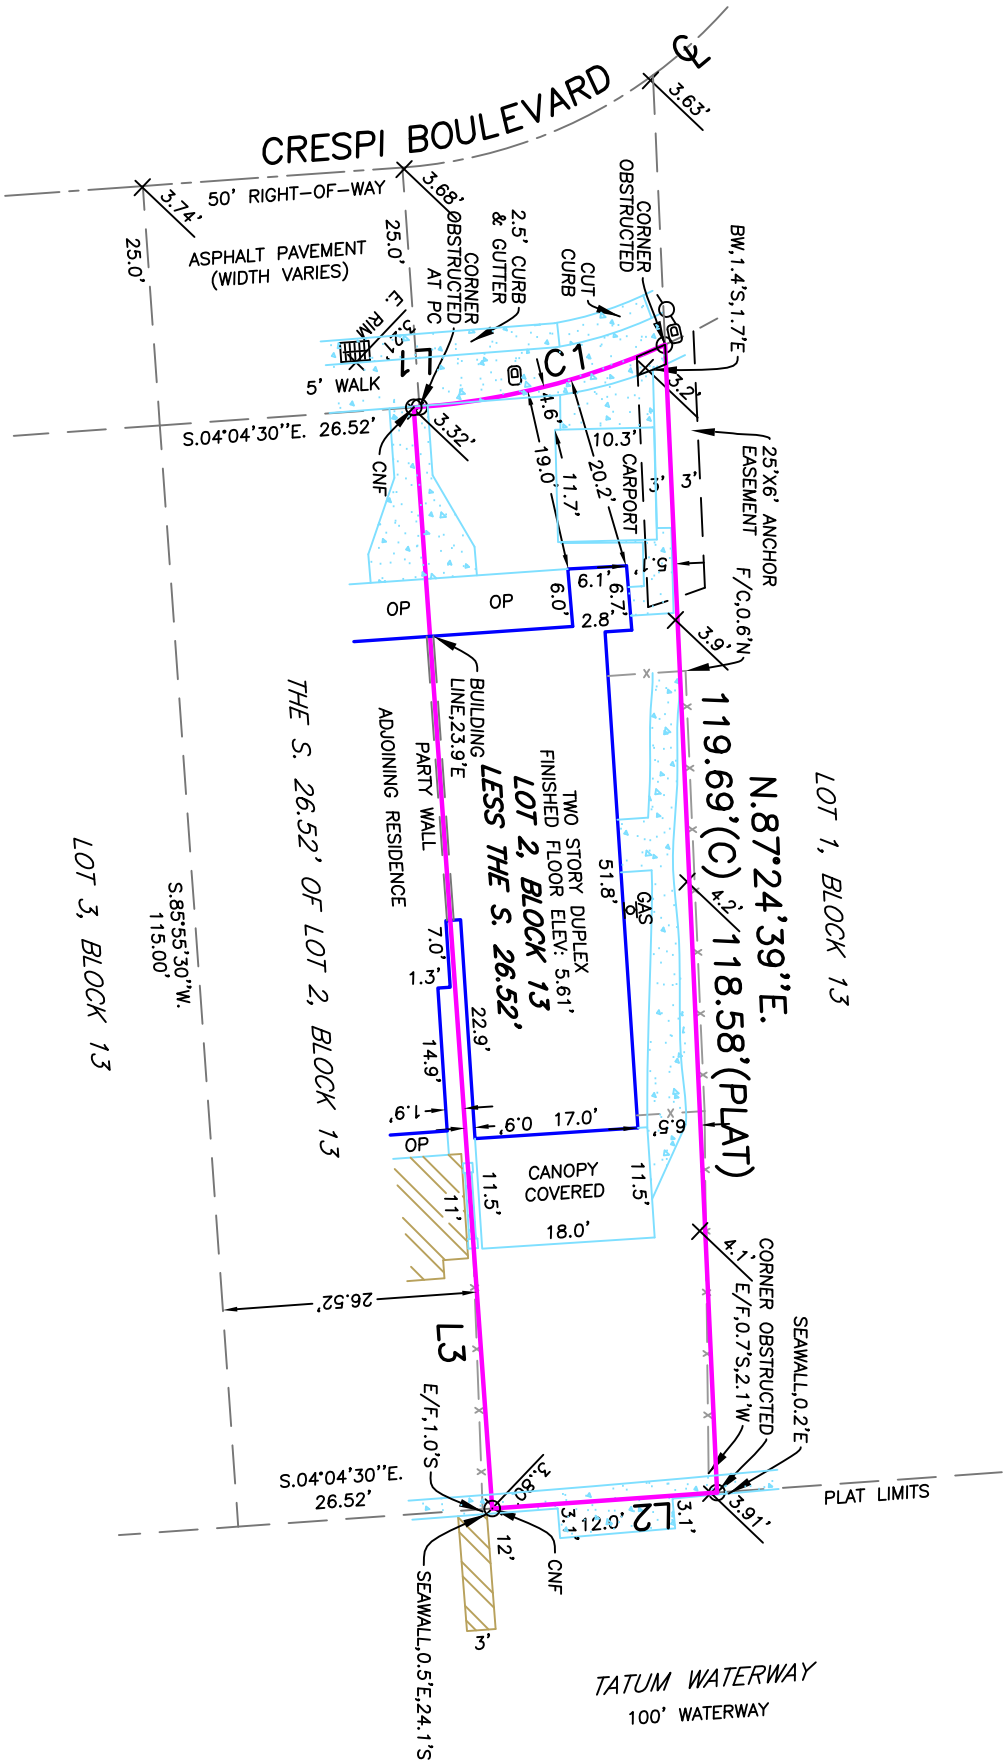 CRESPI BOULEVARD
50' RIGHT-OF-WAY
ASPHALT PAVEMENT
(WIDTH VARIES)
3.63'
3.68'
3.74'
25.0'
25.0'
CORNER
OBSTRUCTED
BW,1.4'S,1.7'E
CUT
CURB
2.5' CURB
& GUTTER
CORNER
OBSTRUCTED
AT PC
RIM
L1
C1
5' WALK
S.04°04'30"E. 26.52'
CNF
3.32'
3.2'
4.6'
10.3'
CARPORT
19.0'
11.7'
20.2'
3'
3'
25'X6' ANCHOR
EASEMENT
F/C,0.6'N
5.1'
3.9'
6.1'
6.7'
6.0'
2.8'
OP
OP
BUILDING
LINE,23.9'E
PARTY WALL
ADJOINING RESIDENCE
TWO STORY DUPLEX
FINISHED FLOOR ELEV: 5.61'
LOT 2, BLOCK 13
LESS THE S. 26.52'
51.8'
GAS
LOT 1, BLOCK 13
N.87°24'39"E.
119.69'(C)
118.58'(PLAT)
4.2'
THE S. 26.52' OF LOT 2, BLOCK 13
S.85°55'30"W.
115.00'
LOT 3, BLOCK 13
7.0'
1.3'
22.9'
14.9'
1.9'
0.9'
17.0'
6.5'
OP
CANOPY
COVERED
11.5'
11.5'
18.0'
11'
26.52'
L3
4.1'
CORNER OBSTRUCTED
E/F,0.7'S,2.1'W
SEAWALL,0.2'E
E/F,1.0'S
S.04°04'30"E.
26.52'
3.91'
PLAT LIMITS
L2
3.1'
12.0'
3.1'
12'
CNF
SEAWALL,0.5'E,24.1'S
3'
TATUM WATERWAY
100' WATERWAY